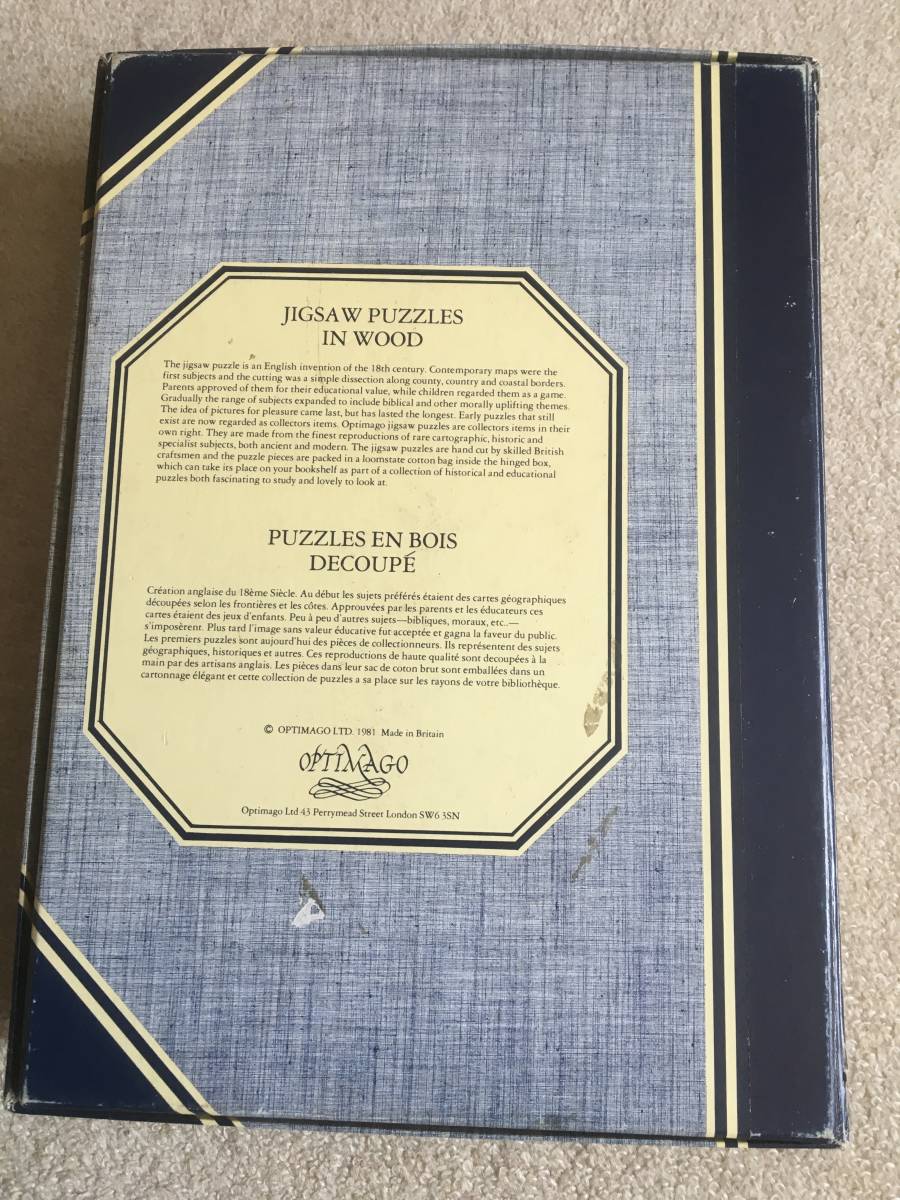 JIGSAW PUZZLES
IN WOOD
The jigsaw puzzle is an English invention of the 18th century. Contemporary maps were the
first subjects and the cutting was a simple dissection along county, country and coastal borders.
Parents approved of them for their educational value, while children regarded them as a game.
Gradually the range of subjects expanded to include biblical and other morally uplifting themes.
The idea of pictures for pleasure came last, but has lasted the longest. Early puzzles that still
exist are now regarded as collectors items. Optimago jigsaw puzzles are collectors items in their
own right. They are made from the finest reproductions of rare cartographic, historic and
specialist subjects, both ancient and modern. The jigsaw puzzles are hand cut by skilled British
craftsmen and the puzzle pieces are packed in a loomstate cotton bag inside the hinged box,
which can take its place on your bookshelf as part of a collection of historical and educational
puzzles both fascinating to study and lovely to look at.
PUZZLES EN BOIS
DECOUPÉ
Création anglaise du 18ème Siècle. Au début les sujets préférés étaient des cartes géographiques
découpées selon les frontières et les côtes. Approuvées par les parents et les éducateurs ces
cartes étaient des jeux d'enfants. Peu à peu d'autres sujets—bibliques, moraux, etc..—
s'imposèrent. Plus tard l'image sans valeur éducative fut acceptée et gagna la faveur du public.
Les premiers puzzles sont aujourd'hui des pièces de collectionneurs. Ils représentent des sujets
géographiques, historiques et autres. Ces reproductions de haute qualité sont decoupées à la
main par des artisans anglais. Les pièces dans leur sac de coton brut sont emballées dans un
cartonnage élégant et cette collection de puzzles a sa place sur les rayons de votre bibliothèque.
© OPTIMAGO LTD. 1981 Made in Britain
OPTIMAGO
Optimago Ltd 43 Perrymead Street London SW6 3SN